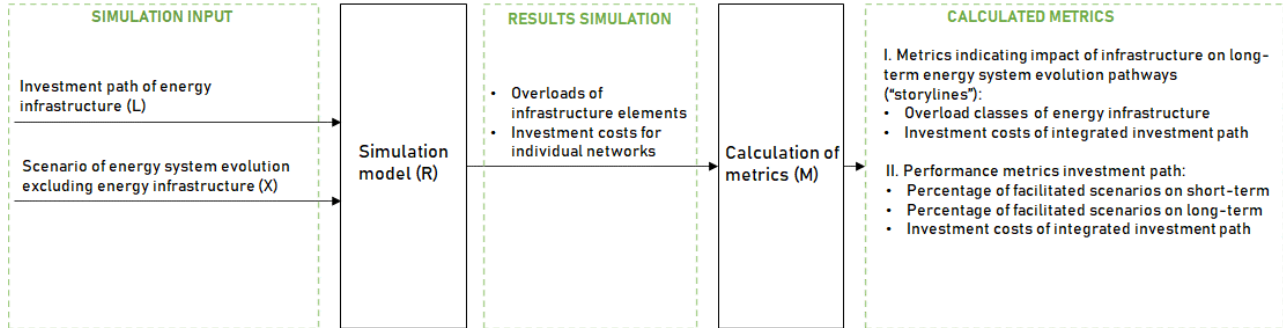 SIMULATION INPUT
Investment path of energy
infrastructure (L)
Scenario of energy system evolution
excluding energy infrastructure (X)
Simulation
model (R)
RESULTS SIMULATION
• Overloads of
infrastructure elements
• Investment costs for
individual networks
Calculation of
metrics (M)
CALCULATED METRICS
I. Metrics indicating impact of infrastructure on long-
term energy system evolution pathways
("storylines"):
• Overload classes of energy infrastructure
• Investment costs of integrated investment path
II. Performance metrics investment path:
• Percentage of facilitated scenarios on short-term
• Percentage of facilitated scenarios on long-term
• Investment costs of integrated investment path